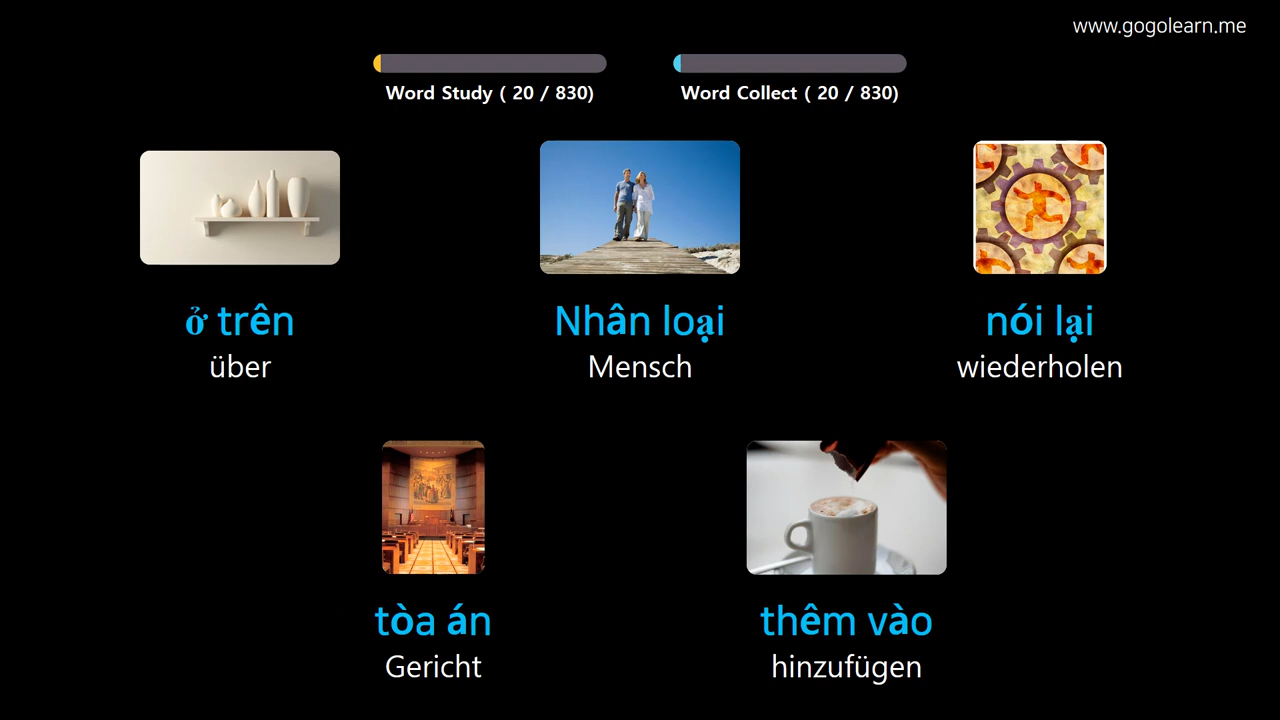 www.gogolearn.me
Word Study ( 20 / 830)
Word Collect ( 20 / 830)
ở trên
über
Nhân loại
Mensch
nói lại
wiederholen
tòa án
Gericht
thêm vào
hinzufügen